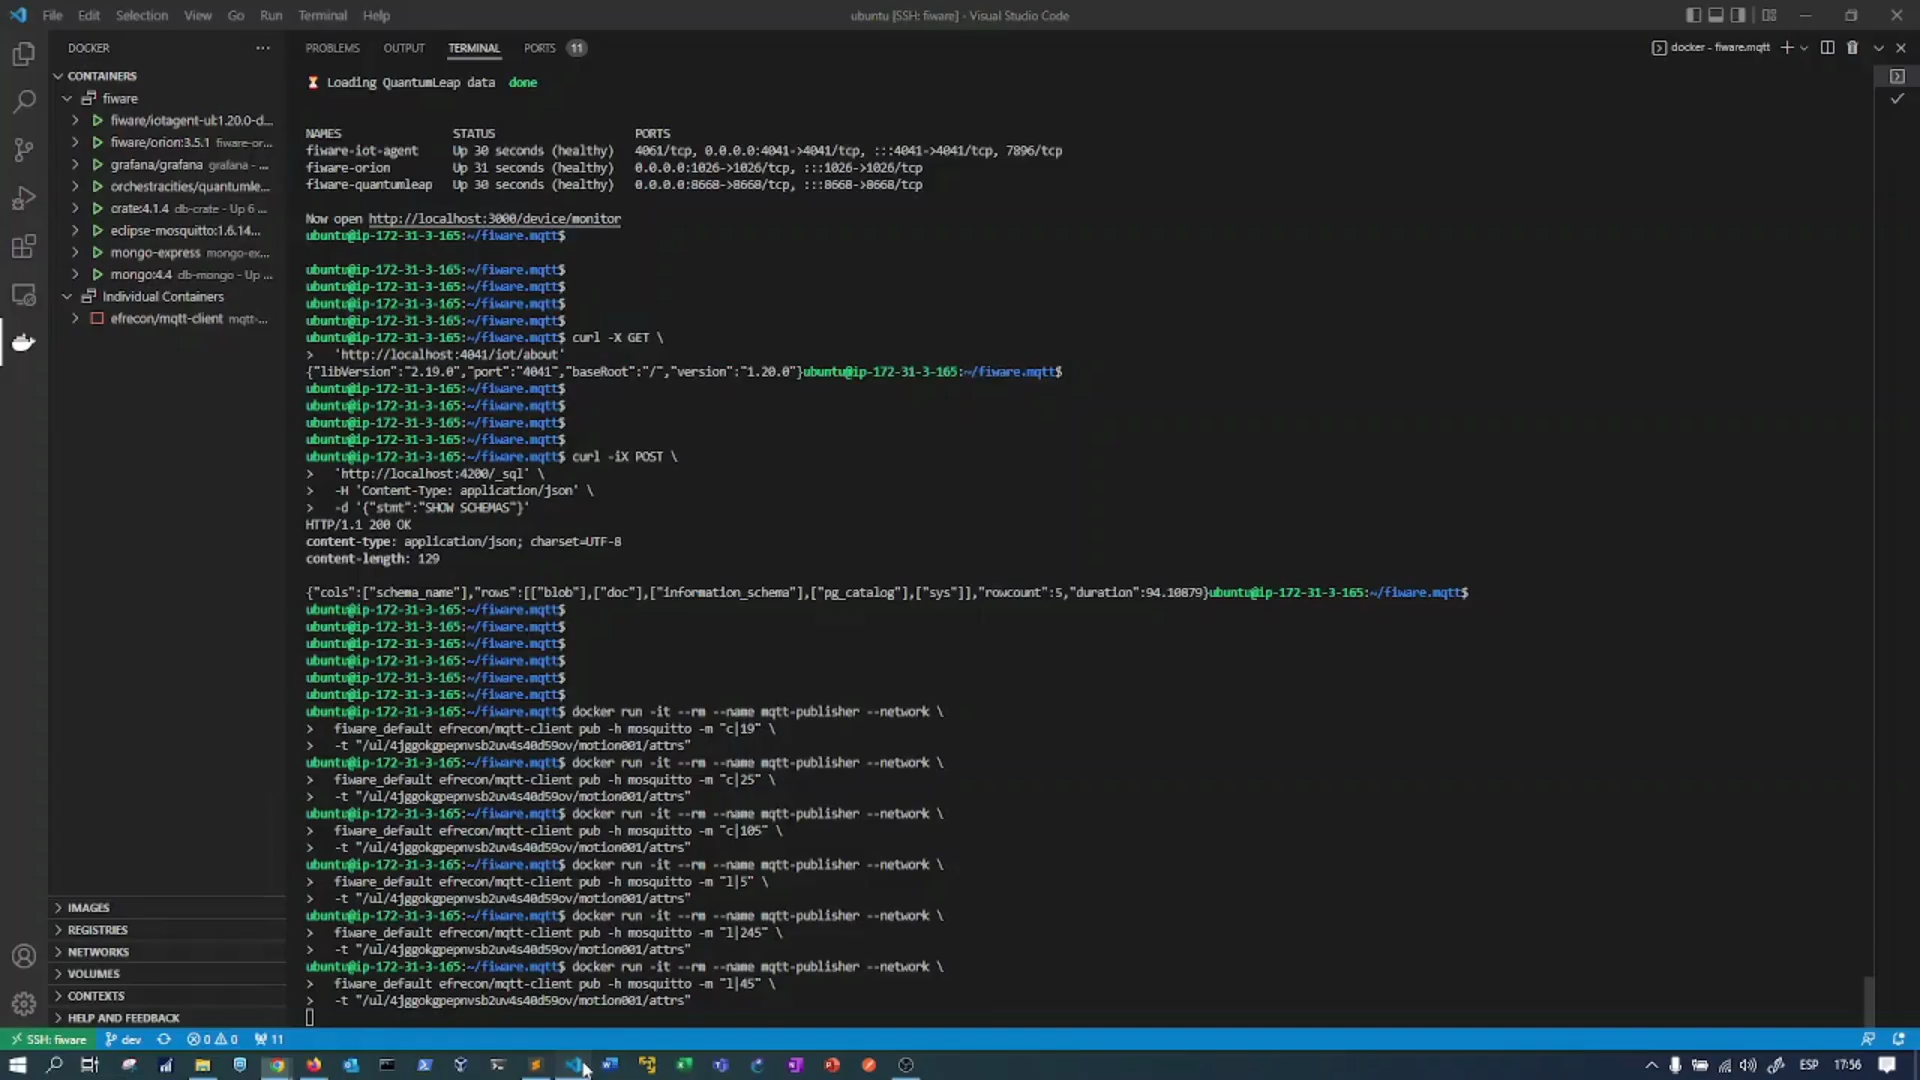 File Edit Selection View Go Run Terminal Help
ubuntu [SSH: fiware] - Visual Studio Code
DOCKER
PROBLEMS OUTPUT TERMINAL PORTS 11
docker - fiware.mqtt
CONTAINERS
fiware
fiware/iotagent-ul:1.20.0-d...
fiware/orion:3.5.1 fiware-or...
grafana/grafana grafana - ...
orchestracities/quantumle...
crate:4.1.4 db-crate - Up 6 ...
eclipse-mosquitto:1.6.14...
mongo-express mongo-ex...
mongo:4.4 db-mongo - Up ...
Individual Containers
efrecon/mqtt-client mqtt-...
IMAGES
REGISTRIES
NETWORKS
VOLUMES
CONTEXTS
HELP AND FEEDBACK
Loading QuantumLeap data done
NAMES STATUS PORTS
fiware-iot-agent Up 30 seconds (healthy) 4061/tcp, 0.0.0.0:4041->4041/tcp, :::4041->4041/tcp, 7896/tcp
fiware-orion Up 31 seconds (healthy) 0.0.0.0:1026->1026/tcp, :::1026->1026/tcp
fiware-quantumleap Up 30 seconds (healthy) 0.0.0.0:8668->8668/tcp, :::8668->8668/tcp
Now open http://localhost:3000/device/monitor
ubuntu@ip-172-31-3-165:~/fiware.mqtt$
ubuntu@ip-172-31-3-165:~/fiware.mqtt$
ubuntu@ip-172-31-3-165:~/fiware.mqtt$
ubuntu@ip-172-31-3-165:~/fiware.mqtt$
ubuntu@ip-172-31-3-165:~/fiware.mqtt$
ubuntu@ip-172-31-3-165:~/fiware.mqtt$ curl -X GET \
> 'http://localhost:4041/iot/about'
{"libVersion":"2.19.0","port":"4041","baseRoot":"/","version":"1.20.0"}ubuntu@ip-172-31-3-165:~/fiware.mqtt$
ubuntu@ip-172-31-3-165:~/fiware.mqtt$
ubuntu@ip-172-31-3-165:~/fiware.mqtt$
ubuntu@ip-172-31-3-165:~/fiware.mqtt$
ubuntu@ip-172-31-3-165:~/fiware.mqtt$
ubuntu@ip-172-31-3-165:~/fiware.mqtt$ curl -iX POST \
> 'http://localhost:4200/_sql' \
> -H 'Content-Type: application/json' \
> -d '{"stmt":"SHOW SCHEMAS"}'
HTTP/1.1 200 OK
content-type: application/json; charset=UTF-8
content-length: 129
{"cols":["schema_name"],"rows":[["blob"],["doc"],["information_schema"],["pg_catalog"],["sys"]],"rowcount":5,"duration":94.10879}ubuntu@ip-172-31-3-165:~/fiware.mqtt$
ubuntu@ip-172-31-3-165:~/fiware.mqtt$
ubuntu@ip-172-31-3-165:~/fiware.mqtt$
ubuntu@ip-172-31-3-165:~/fiware.mqtt$
ubuntu@ip-172-31-3-165:~/fiware.mqtt$
ubuntu@ip-172-31-3-165:~/fiware.mqtt$
ubuntu@ip-172-31-3-165:~/fiware.mqtt$
ubuntu@ip-172-31-3-165:~/fiware.mqtt$ docker run -it --rm --name mqtt-publisher --network \
> fiware_default efrecon/mqtt-client pub -h mosquitto -m "c|19" \
> -t "/ul/4jggokgpepnvsb2uv4s40d59ov/motion001/attrs"
ubuntu@ip-172-31-3-165:~/fiware.mqtt$ docker run -it --rm --name mqtt-publisher --network \
> fiware_default efrecon/mqtt-client pub -h mosquitto -m "c|25" \
> -t "/ul/4jggokgpepnvsb2uv4s40d59ov/motion001/attrs"
ubuntu@ip-172-31-3-165:~/fiware.mqtt$ docker run -it --rm --name mqtt-publisher --network \
> fiware_default efrecon/mqtt-client pub -h mosquitto -m "c|105" \
> -t "/ul/4jggokgpepnvsb2uv4s40d59ov/motion001/attrs"
ubuntu@ip-172-31-3-165:~/fiware.mqtt$ docker run -it --rm --name mqtt-publisher --network \
> fiware_default efrecon/mqtt-client pub -h mosquitto -m "l|5" \
> -t "/ul/4jggokgpepnvsb2uv4s40d59ov/motion001/attrs"
ubuntu@ip-172-31-3-165:~/fiware.mqtt$ docker run -it --rm --name mqtt-publisher --network \
> fiware_default efrecon/mqtt-client pub -h mosquitto -m "l|245" \
> -t "/ul/4jggokgpepnvsb2uv4s40d59ov/motion001/attrs"
ubuntu@ip-172-31-3-165:~/fiware.mqtt$ docker run -it --rm --name mqtt-publisher --network \
> fiware_default efrecon/mqtt-client pub -h mosquitto -m "l|45" \
> -t "/ul/4jggokgpepnvsb2uv4s40d59ov/motion001/attrs"
SSH: fiware dev 0 0 11
ESP 17:56